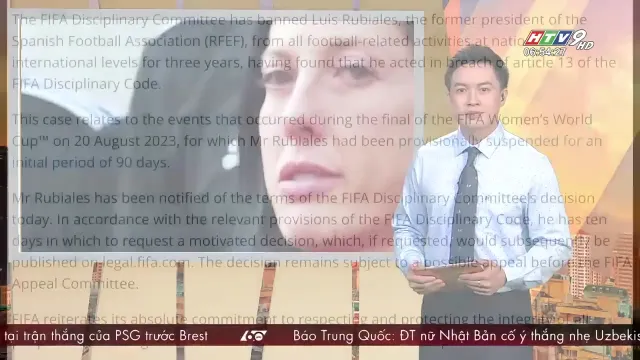 The FIFA Disciplinary Committee has banned Luis Rubiales, the former president of the
Spanish Football Association (RFEF), from all football-related activities at national and
international levels for three years, having found that he acted in breach of article 13 of the
FIFA Disciplinary Code.
This case relates to the events that occurred during the final of the FIFA Women's World
Cup™ on 20 August 2023, for which Mr Rubiales had been provisionally suspended for an
initial period of 90 days.
Mr Rubiales has been notified of the terms of the FIFA Disciplinary Committee's decision
today. In accordance with the relevant provisions of the FIFA Disciplinary Code, he has ten
days in which to request a motivated decision, which, if requested, would subsequently be
published on legal.fifa.com. The decision remains subject to a possible appeal before the FIFA
Appeal Committee.
FIFA reiterates its absolute commitment to respecting and protecting the integrity of all
HTV9 HD
06:54:27
tại trận thắng của PSG trước Brest
60
Báo Trung Quốc: ĐT nữ Nhật Bản cố ý thắng nhẹ Uzbekis